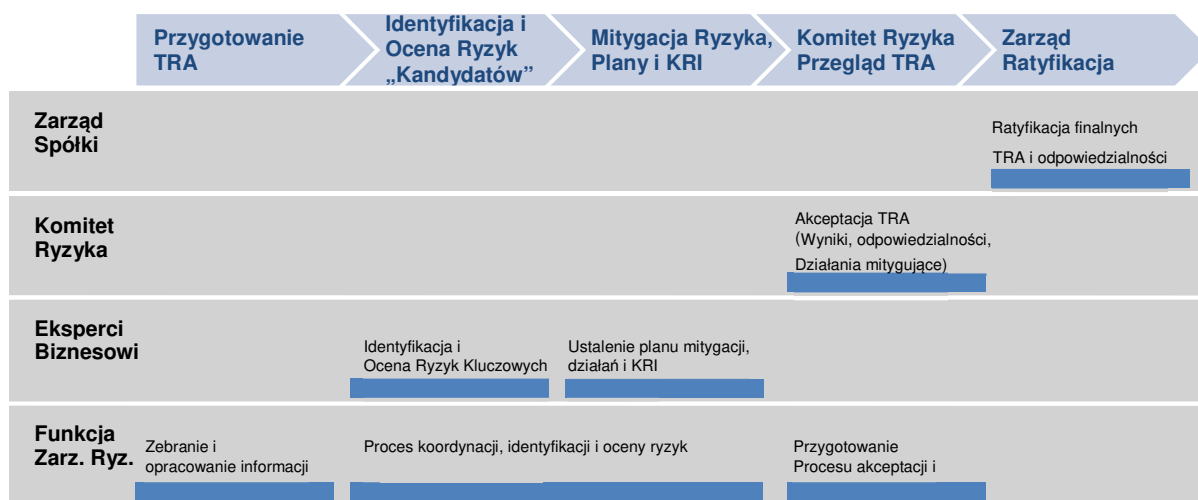 Przygotowanie
TRA
Identyfikacja i
Ocena Ryzyk
„Kandydatów”
Mitygacja Ryzyka,
Plany i KRI
Komitet Ryzyka
Przegląd TRA
Zarząd
Ratyfikacja
Zarząd
Spółki
Ratyfikacja finalnych
TRA i odpowiedzialności
Komitet
Ryzyka
Akceptacja TRA
(Wyniki, odpowiedzialności,
Działania mitygujące)
Eksperci
Biznesowi
Identyfikacja i
Ocena Ryzyk Kluczowych
Ustalenie planu mitygacji,
działań i KRI
Funkcja
Zarz. Ryz.
Zebranie i
opracowanie informacji
Proces koordynacji, identyfikacji i oceny ryzyk
Przygotowanie
Procesu akceptacji i